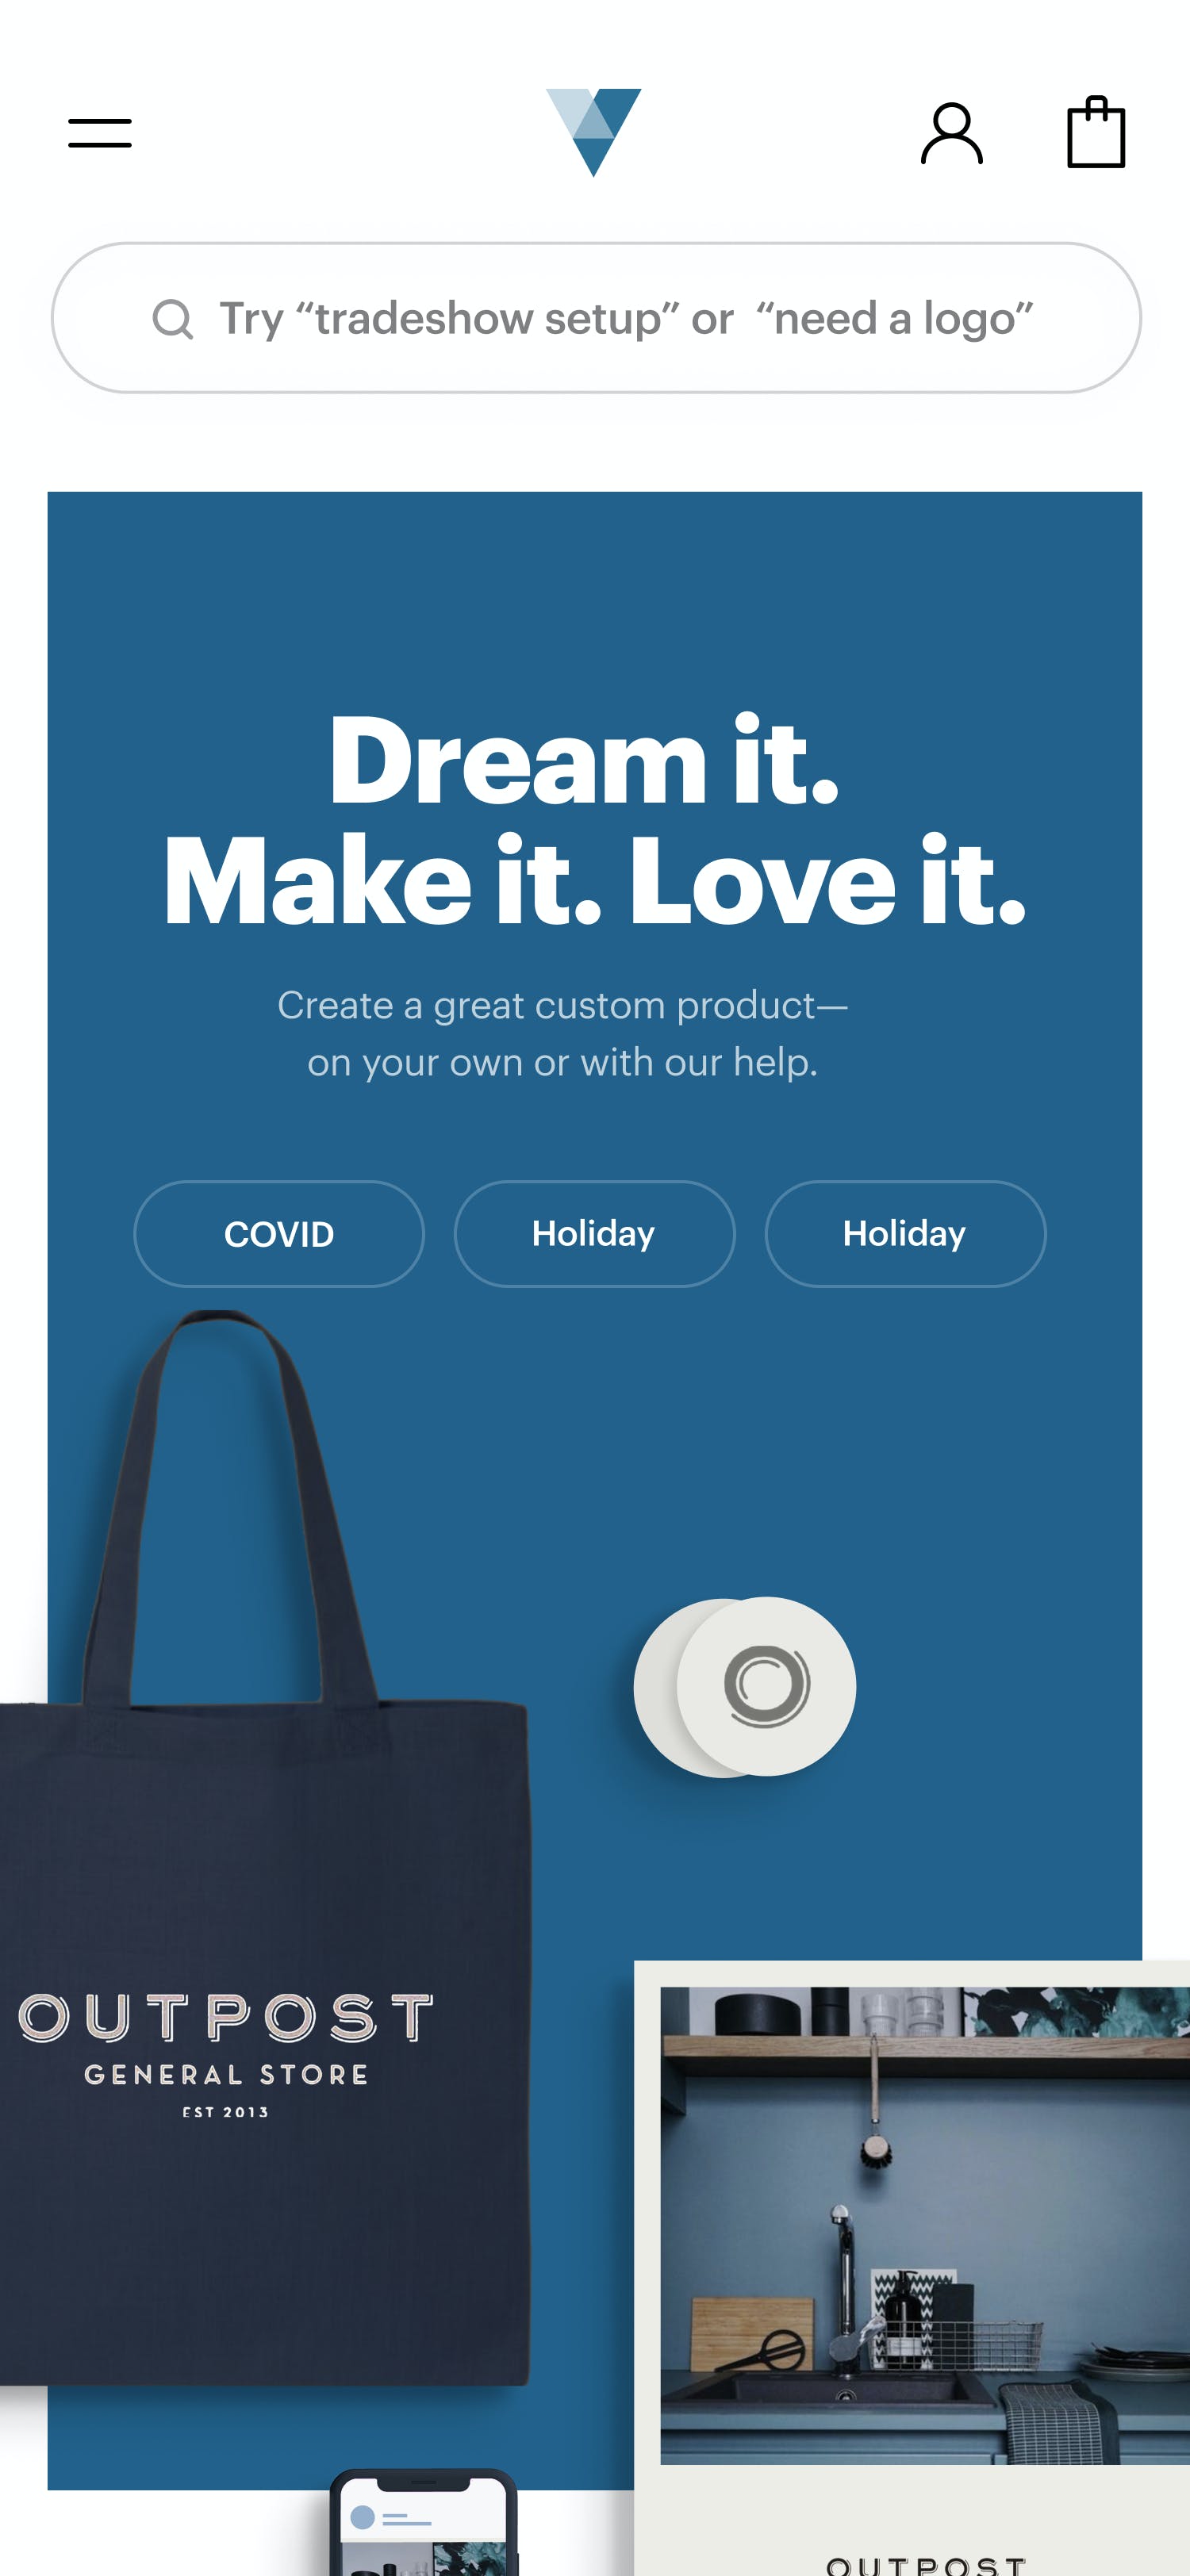 Try “tradeshow setup” or “need a logo”
Dream it.
Make it. Love it.
Create a great custom product—
on your own or with our help.
COVID
Holiday
Holiday
OUTPOST
GENERAL STORE
EST 2013
OUTPOST